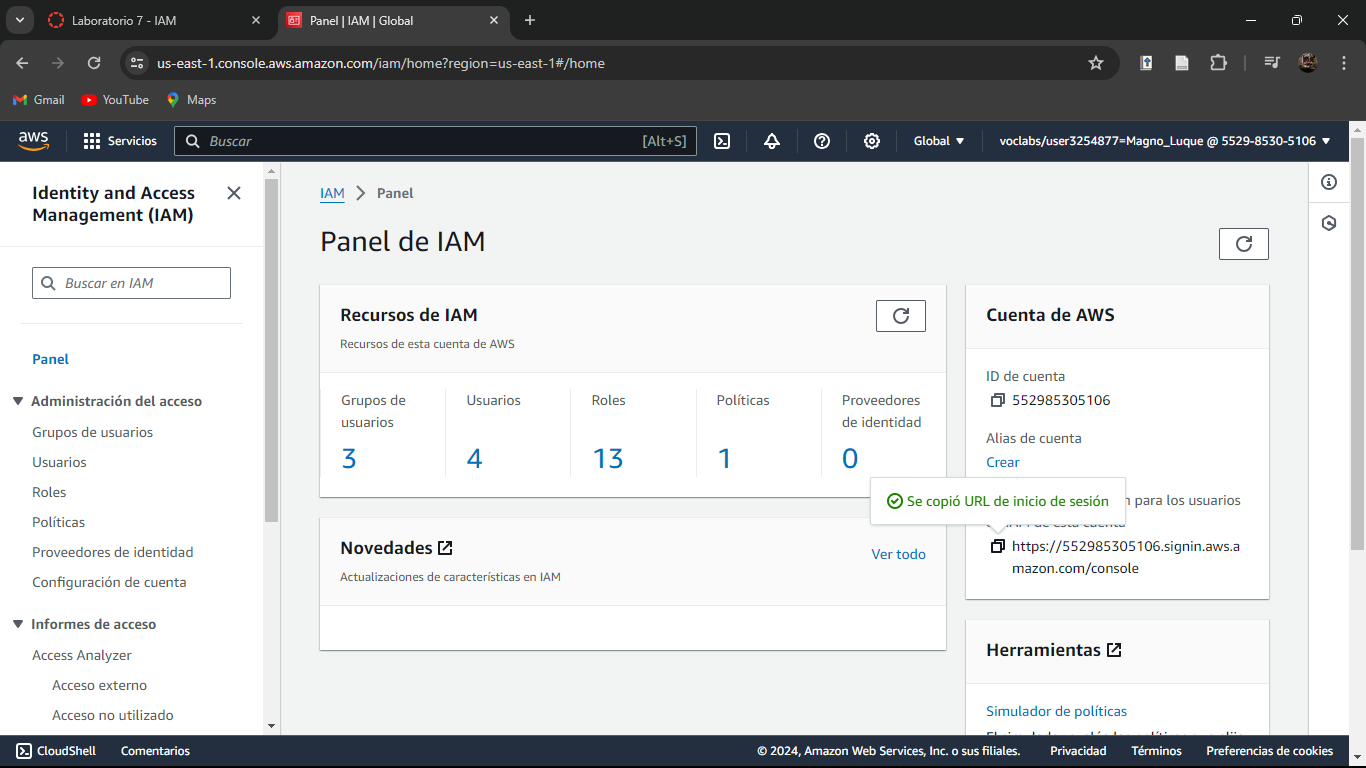 Laboratorio 7 - IAM
Panel | IAM | Global
us-east-1.console.aws.amazon.com/iam/home?region=us-east-1#/home
Gmail
YouTube
Maps
aws
Servicios
Buscar
[Alt+S]
Global
voclabs/user3254877=Magno_Luque @ 5529-8530-5106
Identity and Access
Management (IAM)
Buscar en IAM
Panel
Administración del acceso
Grupos de usuarios
Usuarios
Roles
Políticas
Proveedores de identidad
Configuración de cuenta
Informes de acceso
Access Analyzer
Acceso externo
Acceso no utilizado
IAM
Panel
Panel de IAM
Recursos de IAM
Recursos de esta cuenta de AWS
Grupos de
usuarios
3
Usuarios
4
Roles
13
Políticas
1
Proveedores
de identidad
0
Novedades
Ver todo
Actualizaciones de características en IAM
Cuenta de AWS
ID de cuenta
552985305106
Alias de cuenta
Crear
Se copió URL de inicio de sesión
para los usuarios
de esta cuenta
https://552985305106.signin.aws.a
mazon.com/console
Herramientas
Simulador de políticas
CloudShell
Comentarios
© 2024, Amazon Web Services, Inc. o sus filiales.
Privacidad
Términos
Preferencias de cookies